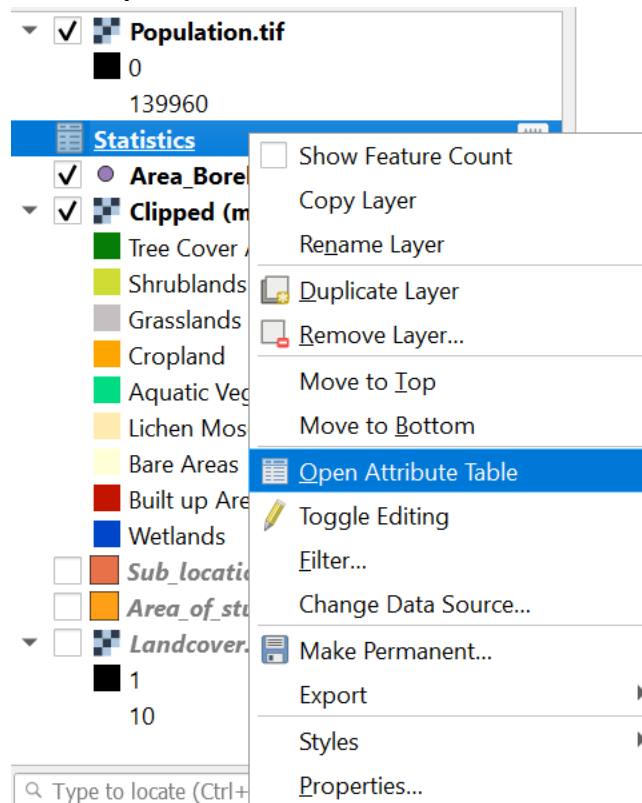 Population.tif
0
139960
Statistics
Area_Bore
Clipped (m
Tree Cover
Shrublands
Grasslands
Cropland
Aquatic Veg
Lichen Mos
Bare Areas
Built up Are
Wetlands
Sub_locatio
Area_of_stu
Landcover.
1
10
Type to locate (Ctrl+
Show Feature Count
Copy Layer
Rename Layer
Duplicate Layer
Remove Layer...
Move to Top
Move to Bottom
Open Attribute Table
Toggle Editing
Filter...
Change Data Source...
Make Permanent...
Export
Styles
Properties...